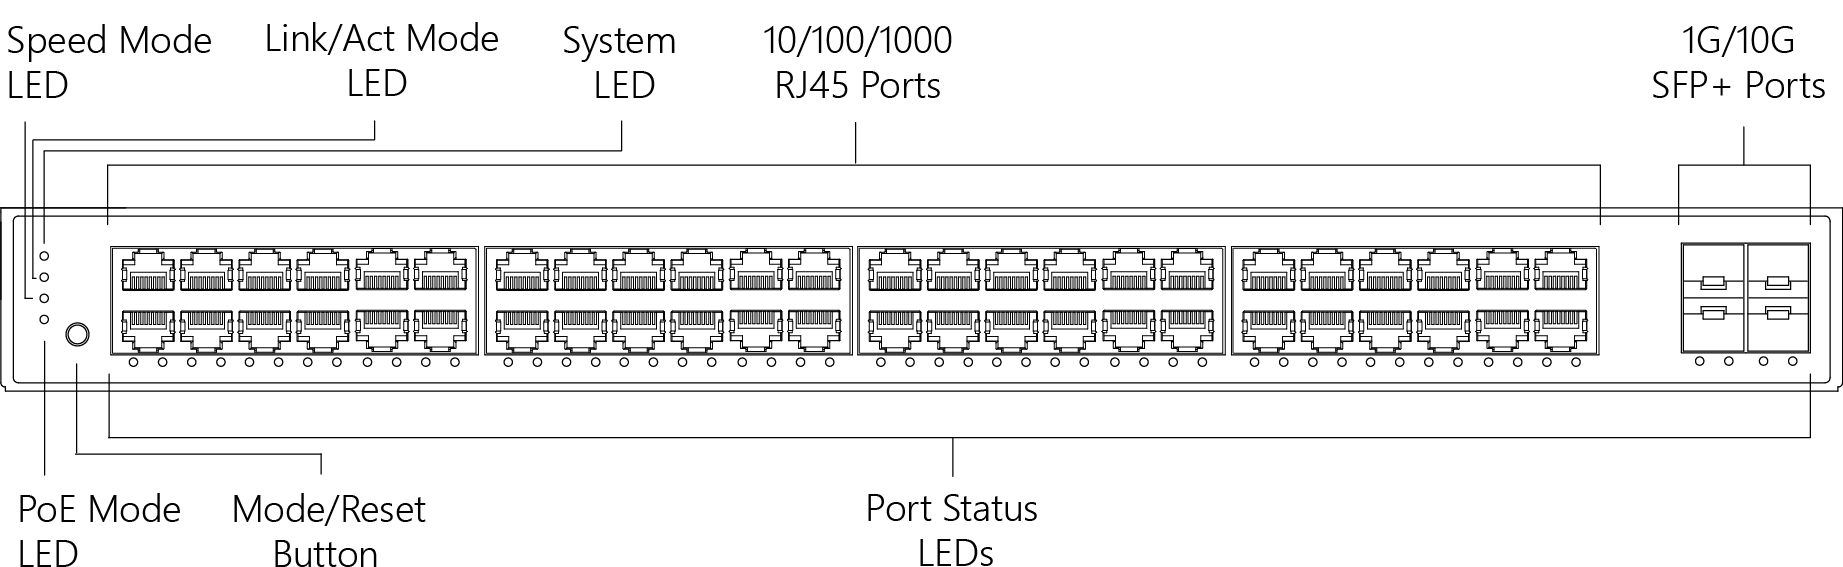 Speed Mode
LED
Link/Act Mode
LED
System
LED
10/100/1000
RJ45 Ports
1G/10G
SFP+ Ports
PoE Mode
LED
Mode/Reset
Button
Port Status
LEDs